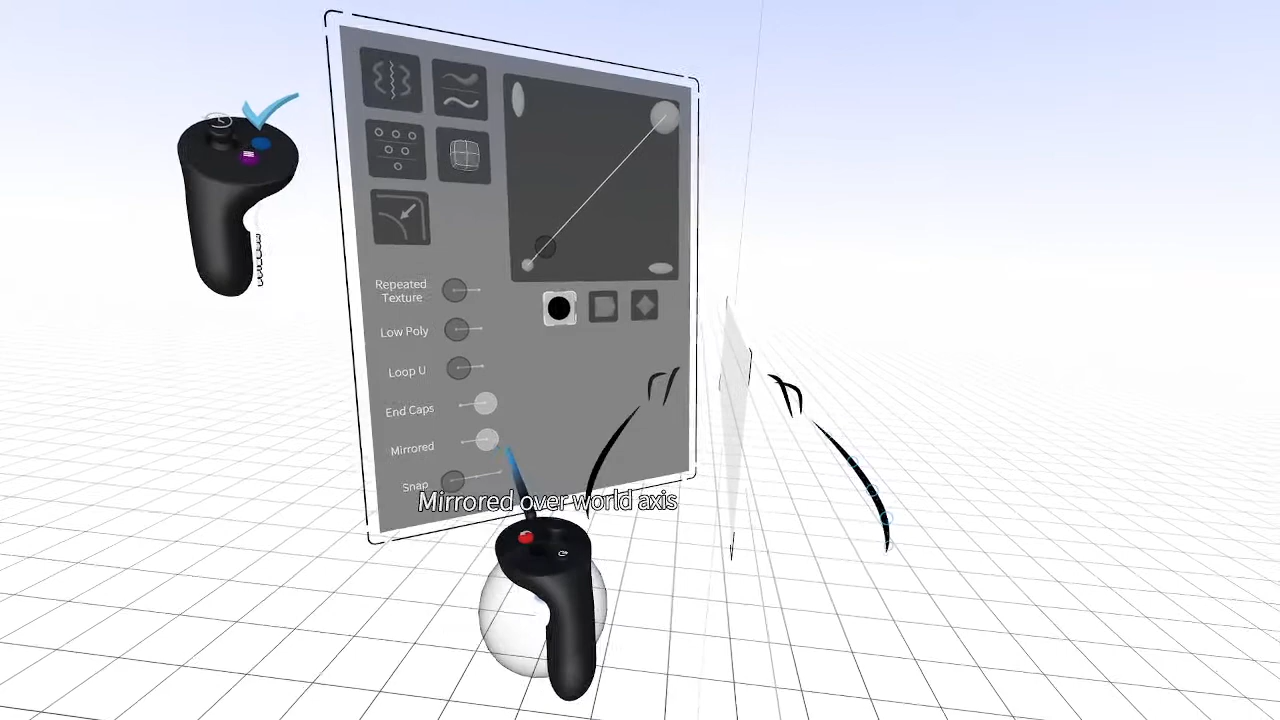 Repeated
Texture
Low Poly
Loop U
End Caps
Mirrored
Snap
Mirrored over world axis